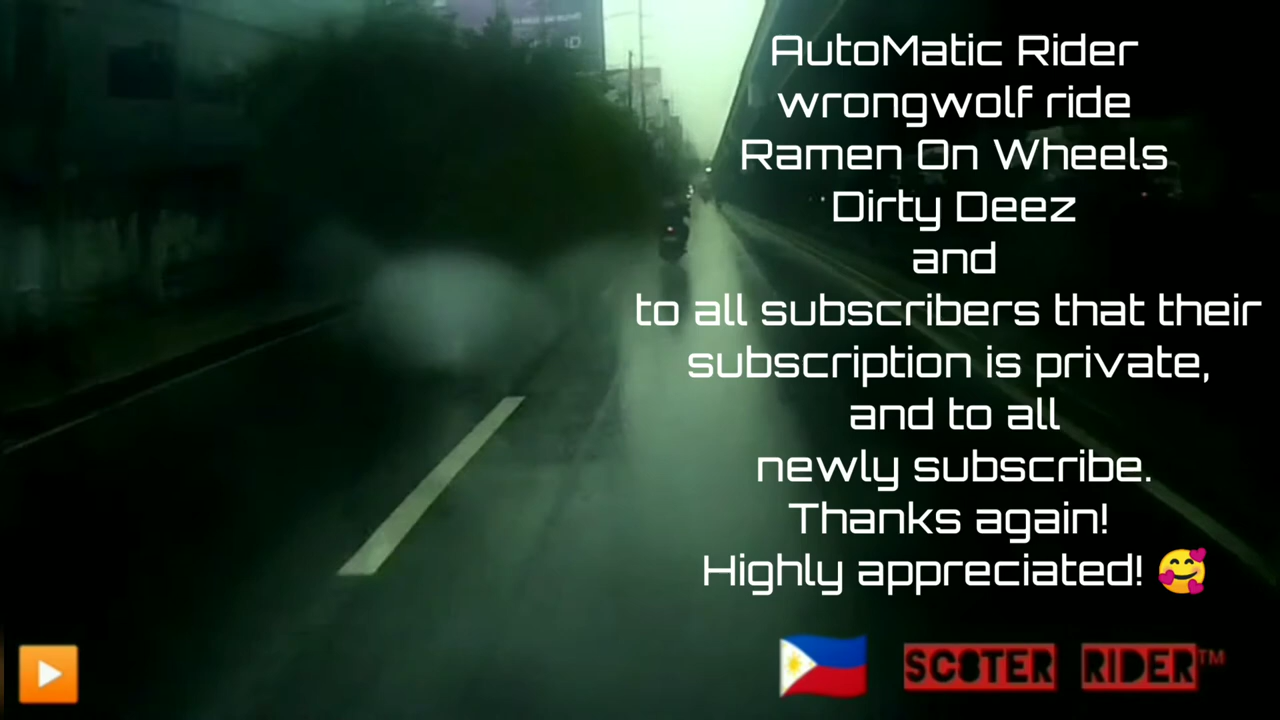 AutoMatic Rider
wrongwolf ride
Ramen On Wheels
Dirty Deez
and
to all subscribers that their
subscription is private,
and to all
newly subscribe.
Thanks again!
Highly appreciated! 🥰
SC8TER RIDER™